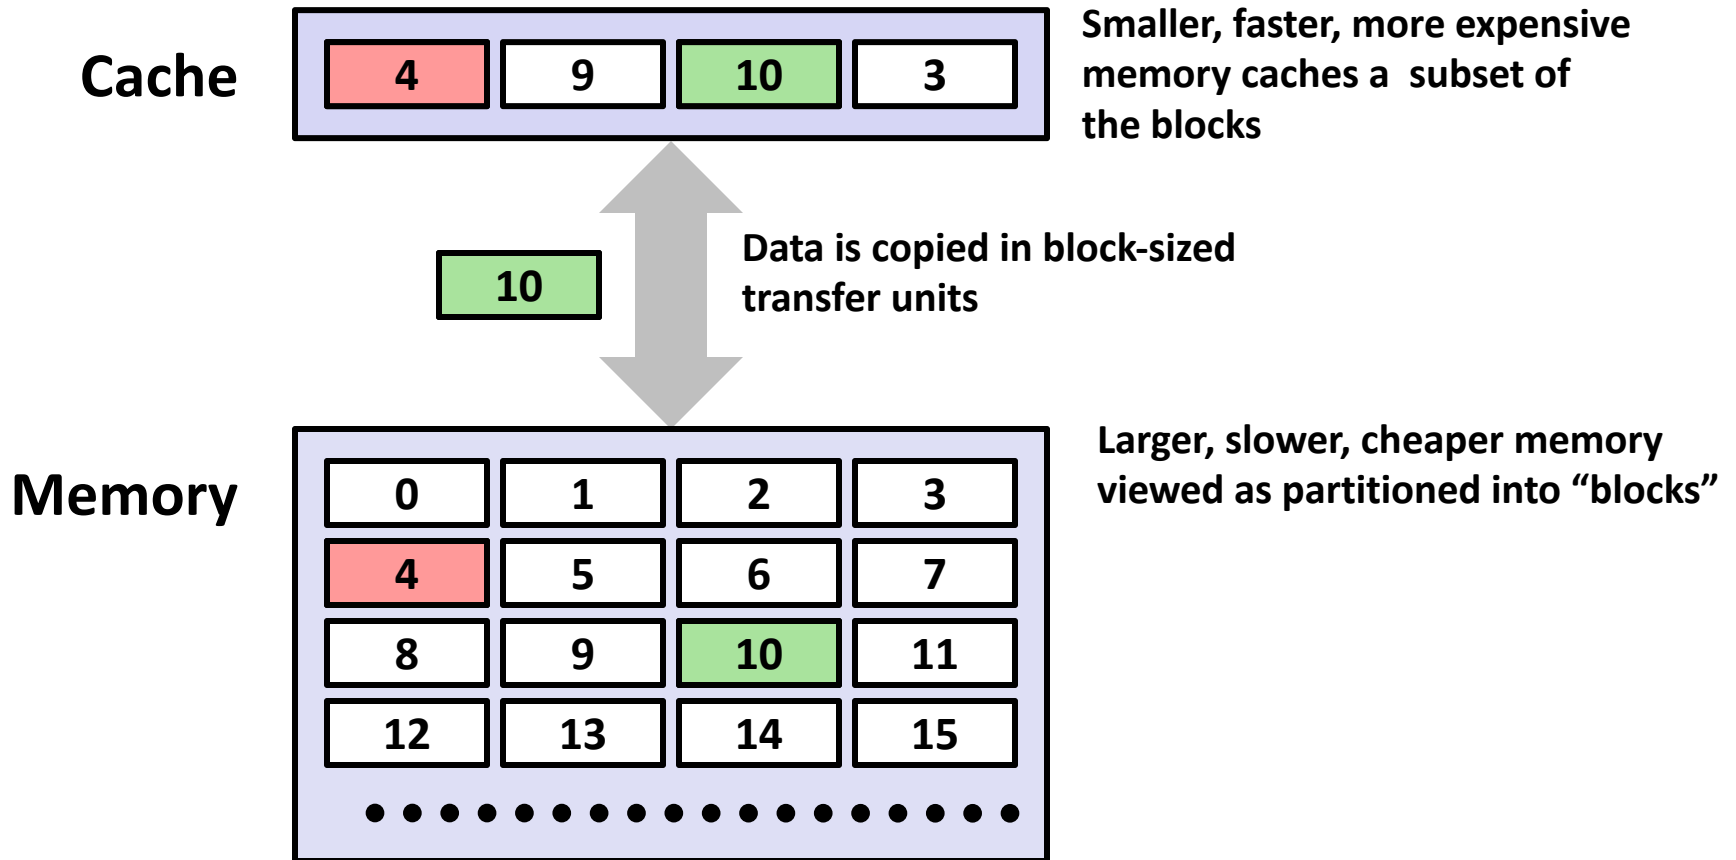 Cache
4 9 10 3
Smaller, faster, more expensive
memory caches a  subset of
the blocks
10
Data is copied in block-sized
transfer units
Memory
Larger, slower, cheaper memory
viewed as partitioned into “blocks”
0 1 2 3
4 5 6 7
8 9 10 11
12 13 14 15